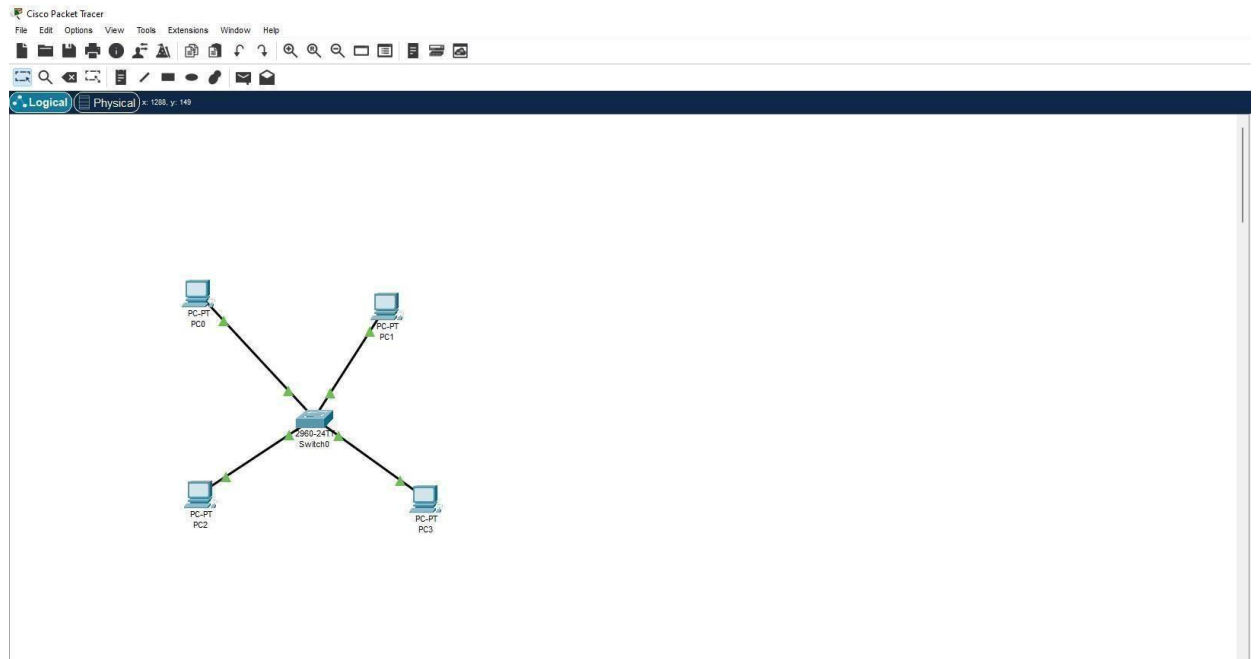 Cisco Packet Tracer
File Edit Options View Tools Extensions Window Help
Logical Physical x: 1288, y: 149
PC-PT
PC0
PC-PT
PC1
2960-24TT
Switch0
PC-PT
PC2
PC-PT
PC3